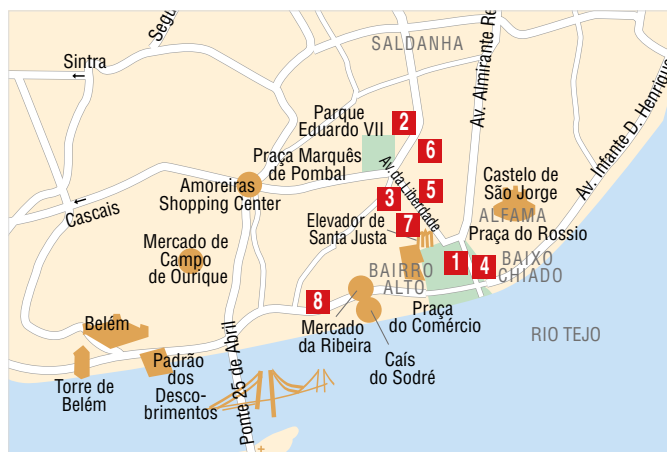 Segu
SALDANHA
Av. Almirante Re
Av. Infante D. Henrique
Sintra
←
Parque
Eduardo VII
2
6
Praça Marquês
de Pombal
Av. da Liberdade
Amoreiras
Shopping Center
←
Cascais
3
5
Castelo de
São Jorge
Elevador de
Santa Justa
7
ALFAMA
Praça do Rossio
Mercado de
Campo
de Ourique
BAIRRO
ALTO
1
4
BAIXO
CHIADO
8
Mercado
da Ribeira
Praça
do Comércio
Caís
do Sodré
RIO TEJO
Belém
Torre de
Belém
Padrão
dos
Desco-
brimentos
Ponte 25 de Abril